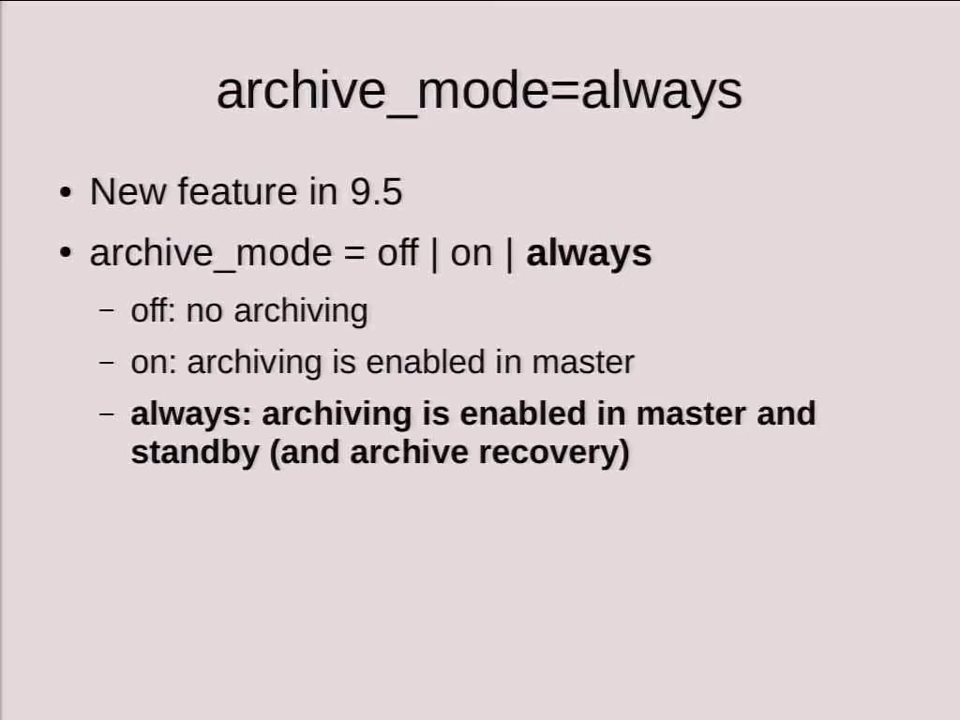 archive_mode=always
• New feature in 9.5
• archive_mode = off | on | always
– off: no archiving
– on: archiving is enabled in master
– always: archiving is enabled in master and
standby (and archive recovery)